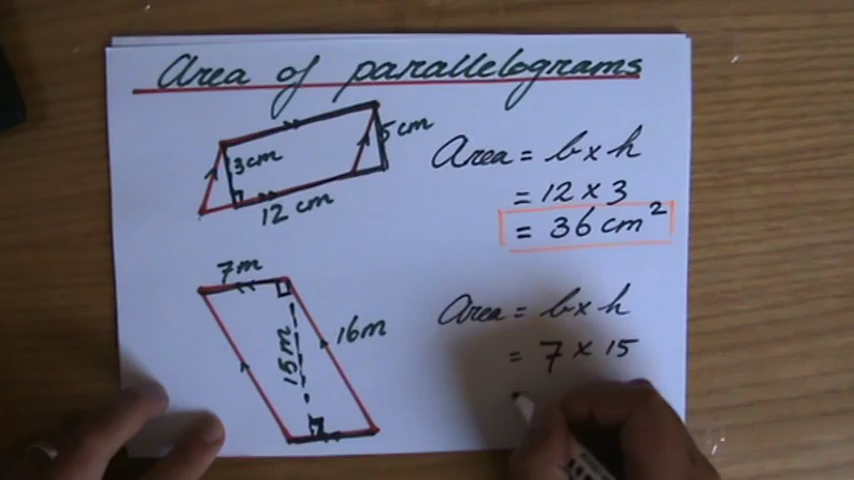 Area of parallelograms
5cm
3cm
12 cm
Area = b x h
= 12 x 3
= 36 cm²
7m
16m
15m
Area = b x h
= 7 x 15